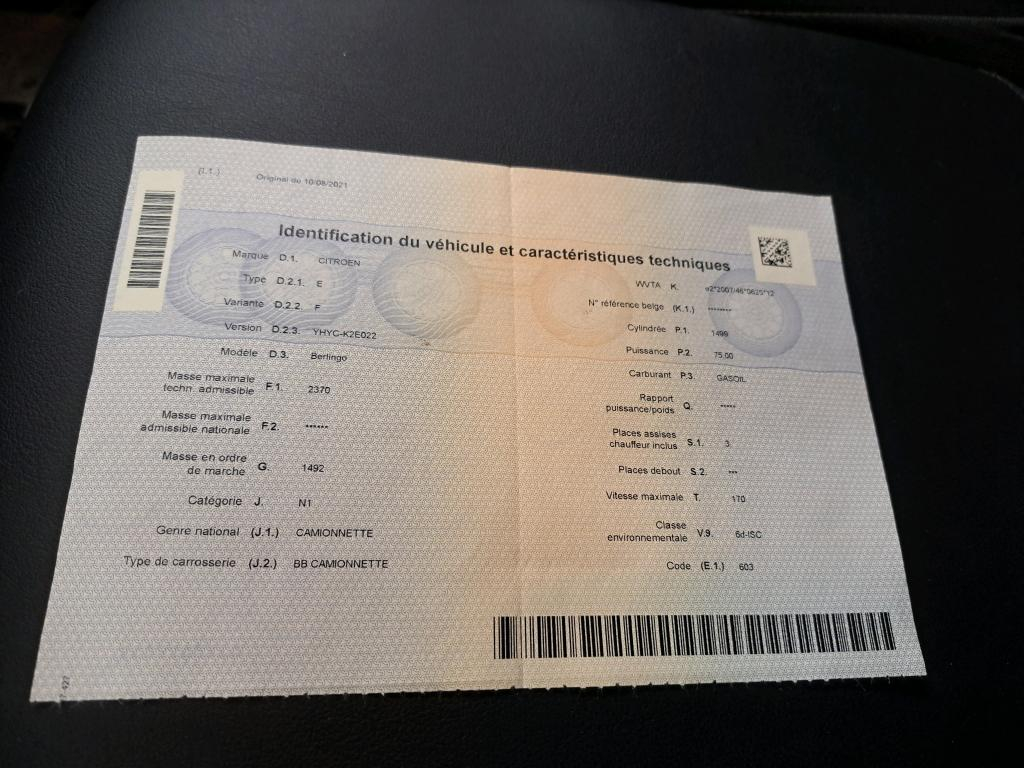 (I.1.) Original du 10/08/2021
Identification du véhicule et caractéristiques techniques
Marque D.1. CITROEN
Type D.2.1. E
Variante D.2.2. F
Version D.2.3. YHYC-K2E022
Modèle D.3. Berlingo
Masse maximale
techn. admissible F.1. 2370
Masse maximale
admissible nationale F.2. ******
Masse en ordre
de marche G. 1492
Catégorie J. N1
Genre national (J.1.) CAMIONNETTE
Type de carrosserie (J.2.) BB CAMIONNETTE
WVTA K. e2*2007/46*0625*12
N° référence belge (K.1.) ********
Cylindrée P.1. 1499
Puissance P.2. 75.00
Carburant P.3. GASOIL
Rapport
puissance/poids Q. *****
Places assises
chauffeur inclus S.1. 3
Places debout S.2. ***
Vitesse maximale T. 170
Classe
environnementale V.9. 6d-ISC
Code (E.1.) 603